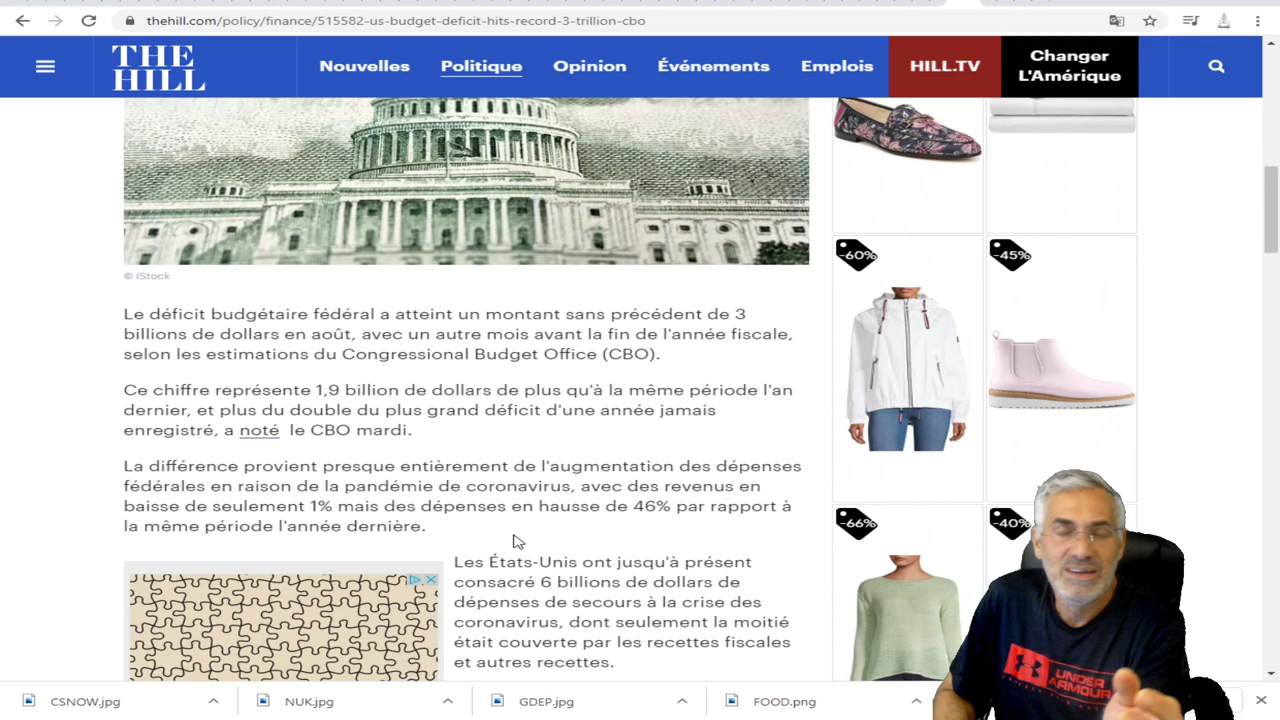 thehill.com/policy/finance/515582-us-budget-deficit-hits-record-3-trillion-cbo
THE
HILL
Nouvelles
Politique
Opinion
Événements
Emplois
HILL.TV
Changer
L'Amérique
© iStock
Le déficit budgétaire fédéral a atteint un montant sans précédent de 3
billions de dollars en août, avec un autre mois avant la fin de l'année fiscale,
selon les estimations du Congressional Budget Office (CBO).
Ce chiffre représente 1,9 billion de dollars de plus qu'à la même période l'an
dernier, et plus du double du plus grand déficit d'une année jamais
enregistré, a noté le CBO mardi.
La différence provient presque entièrement de l'augmentation des dépenses
fédérales en raison de la pandémie de coronavirus, avec des revenus en
baisse de seulement 1% mais des dépenses en hausse de 46% par rapport à
la même période l'année dernière.
Les États-Unis ont jusqu'à présent
consacré 6 billions de dollars de
dépenses de secours à la crise des
coronavirus, dont seulement la moitié
était couverte par les recettes fiscales
et autres recettes.
-60%
-45%
-66%
-40%
UNDER
ARMOUR
CSNOW.jpg
NUK.jpg
GDEP.jpg
FOOD.png